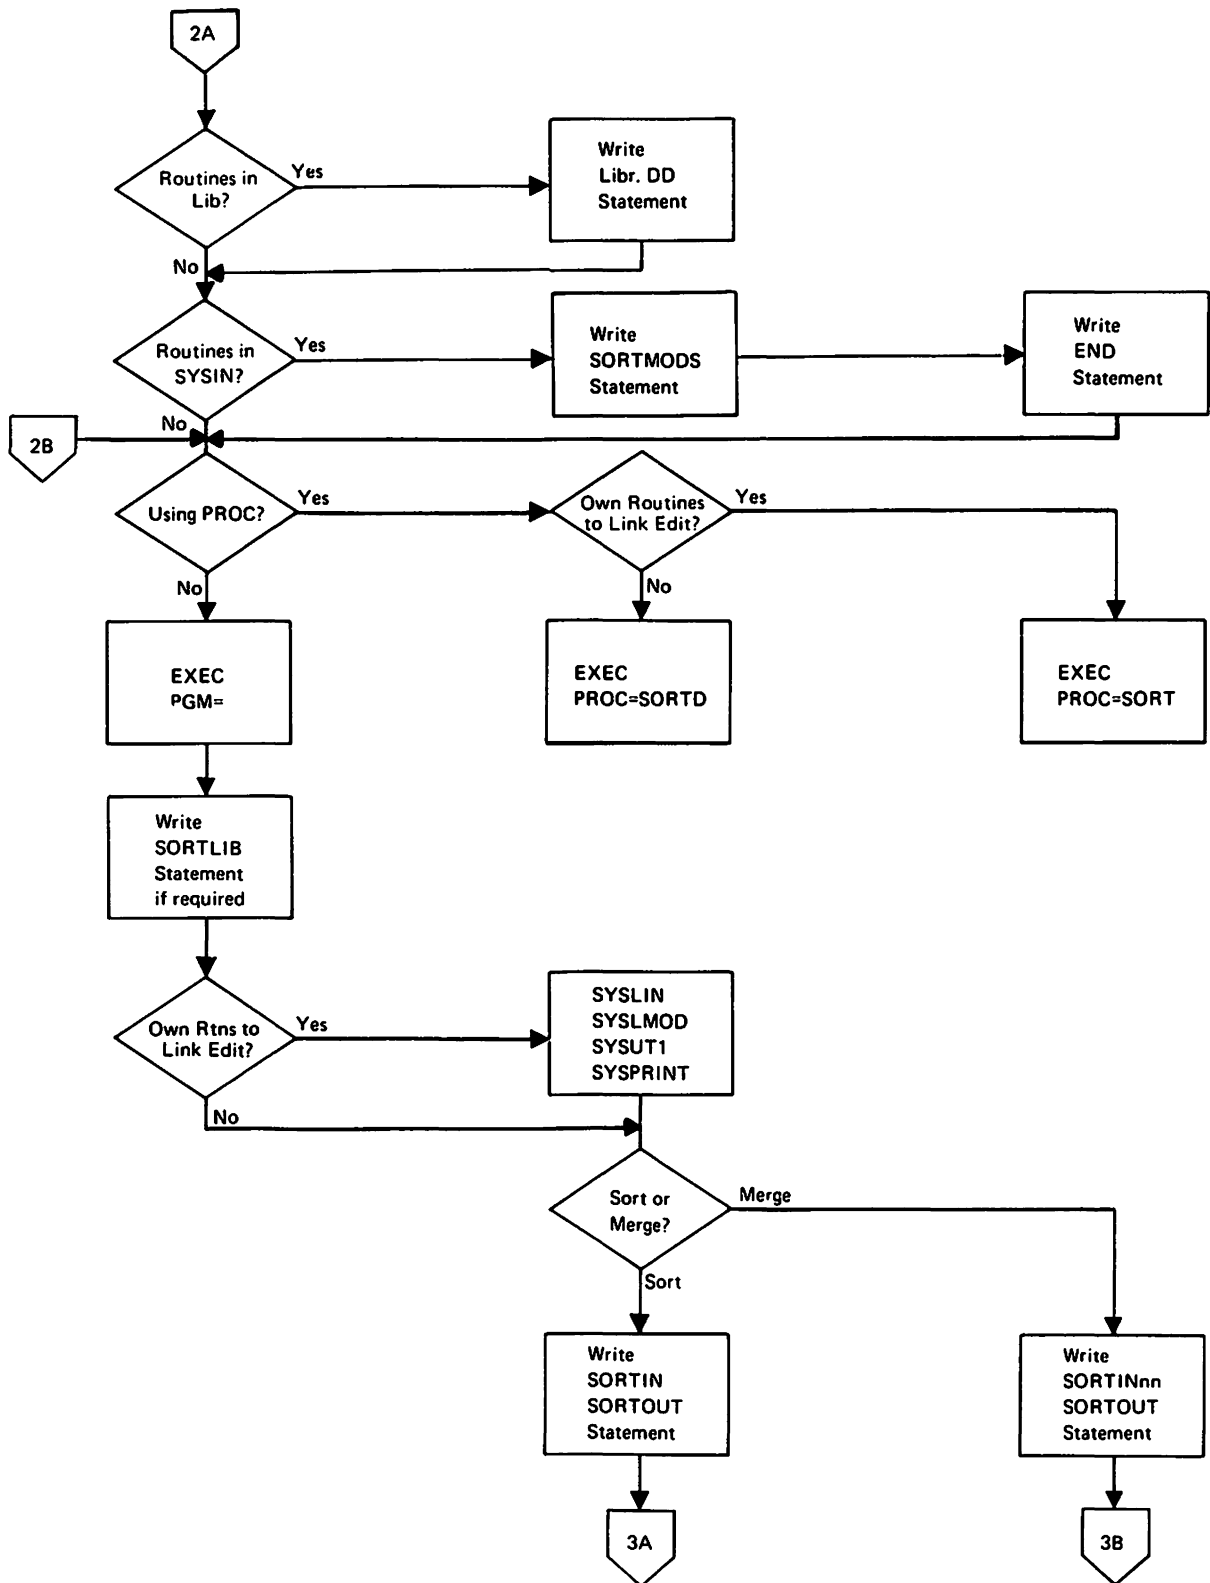 2A
Routines in
Lib?
Yes
Write
Libr. DD
Statement
No
Routines in
SYSIN?
Yes
Write
SORTMODS
Statement
Write
END
Statement
No
2B
Using PROC?
Yes
Own Routines
to Link Edit?
Yes
No
No
EXEC
PGM=
EXEC
PROC=SORTD
EXEC
PROC=SORT
Write
SORTLIB
Statement
if required
Own Rtns to
Link Edit?
Yes
SYSLIN
SYSLMOD
SYSUT1
SYSPRINT
No
Sort or
Merge?
Merge
Sort
Write
SORTIN
SORTOUT
Statement
Write
SORTINnn
SORTOUT
Statement
3A
3B